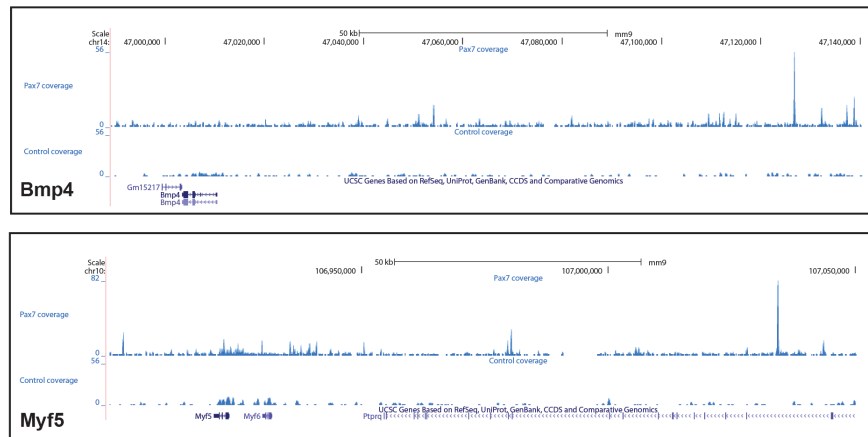 Scale 50 kb mm9
chr14: 47,000,000 47,020,000 47,040,000 47,060,000 47,080,000 47,100,000 47,120,000 47,140,000
56 Pax7 coverage
Pax7 coverage
0 Control coverage
56
Control coverage
0
UCSC Genes Based on RefSeq, UniProt, GenBank, CCDS and Comparative Genomics
Gm15217
Bmp4
Bmp4
Bmp4
Scale 50 kb mm9
chr10: 106,950,000 107,000,000 107,050,000
82 Pax7 coverage
Pax7 coverage
0 Control coverage
56
Control coverage
0
UCSC Genes Based on RefSeq, UniProt, GenBank, CCDS and Comparative Genomics
Myf5 Myf6 Ptprq
Myf5